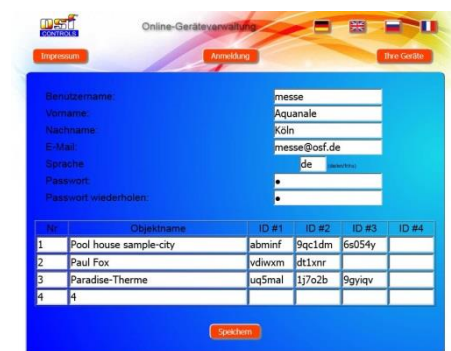 osf
CONTROLS
Online-Geräteverwaltung
Impressum
Anmeldung
Ihre Geräte
Benutzername: messe
Vorname: Aquanale
Nachname: Köln
E-Mail: messe@osf.de
Sprache de
Passwort: •
Passwort wiederholen: •
Nr Objektname ID #1 ID #2 ID #3 ID #4
1 Pool house sample-city abminf 9qc1dm 6s054y
2 Paul Fox vdiwxm dt1xnr
3 Paradise-Therme uq5mal 1j7o2b 9gyiqv
4 4
Speichern